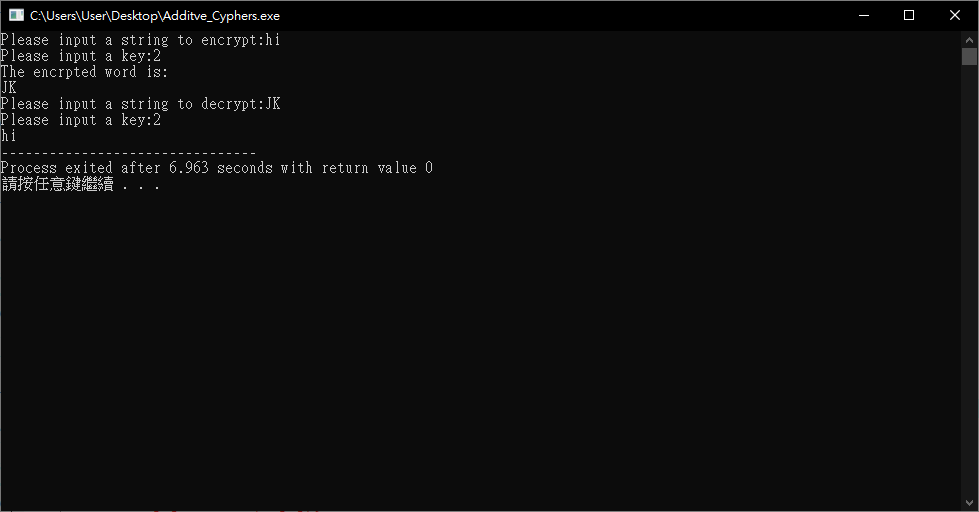 C:\Users\User\Desktop\Additve_Cyphers.exe
Please input a string to encrypt:hi
Please input a key:2
The encrpted word is:
JK
Please input a string to decrypt:JK
Please input a key:2
hi
--------------------------------
Process exited after 6.963 seconds with return value 0
請按任意鍵繼續 . . .